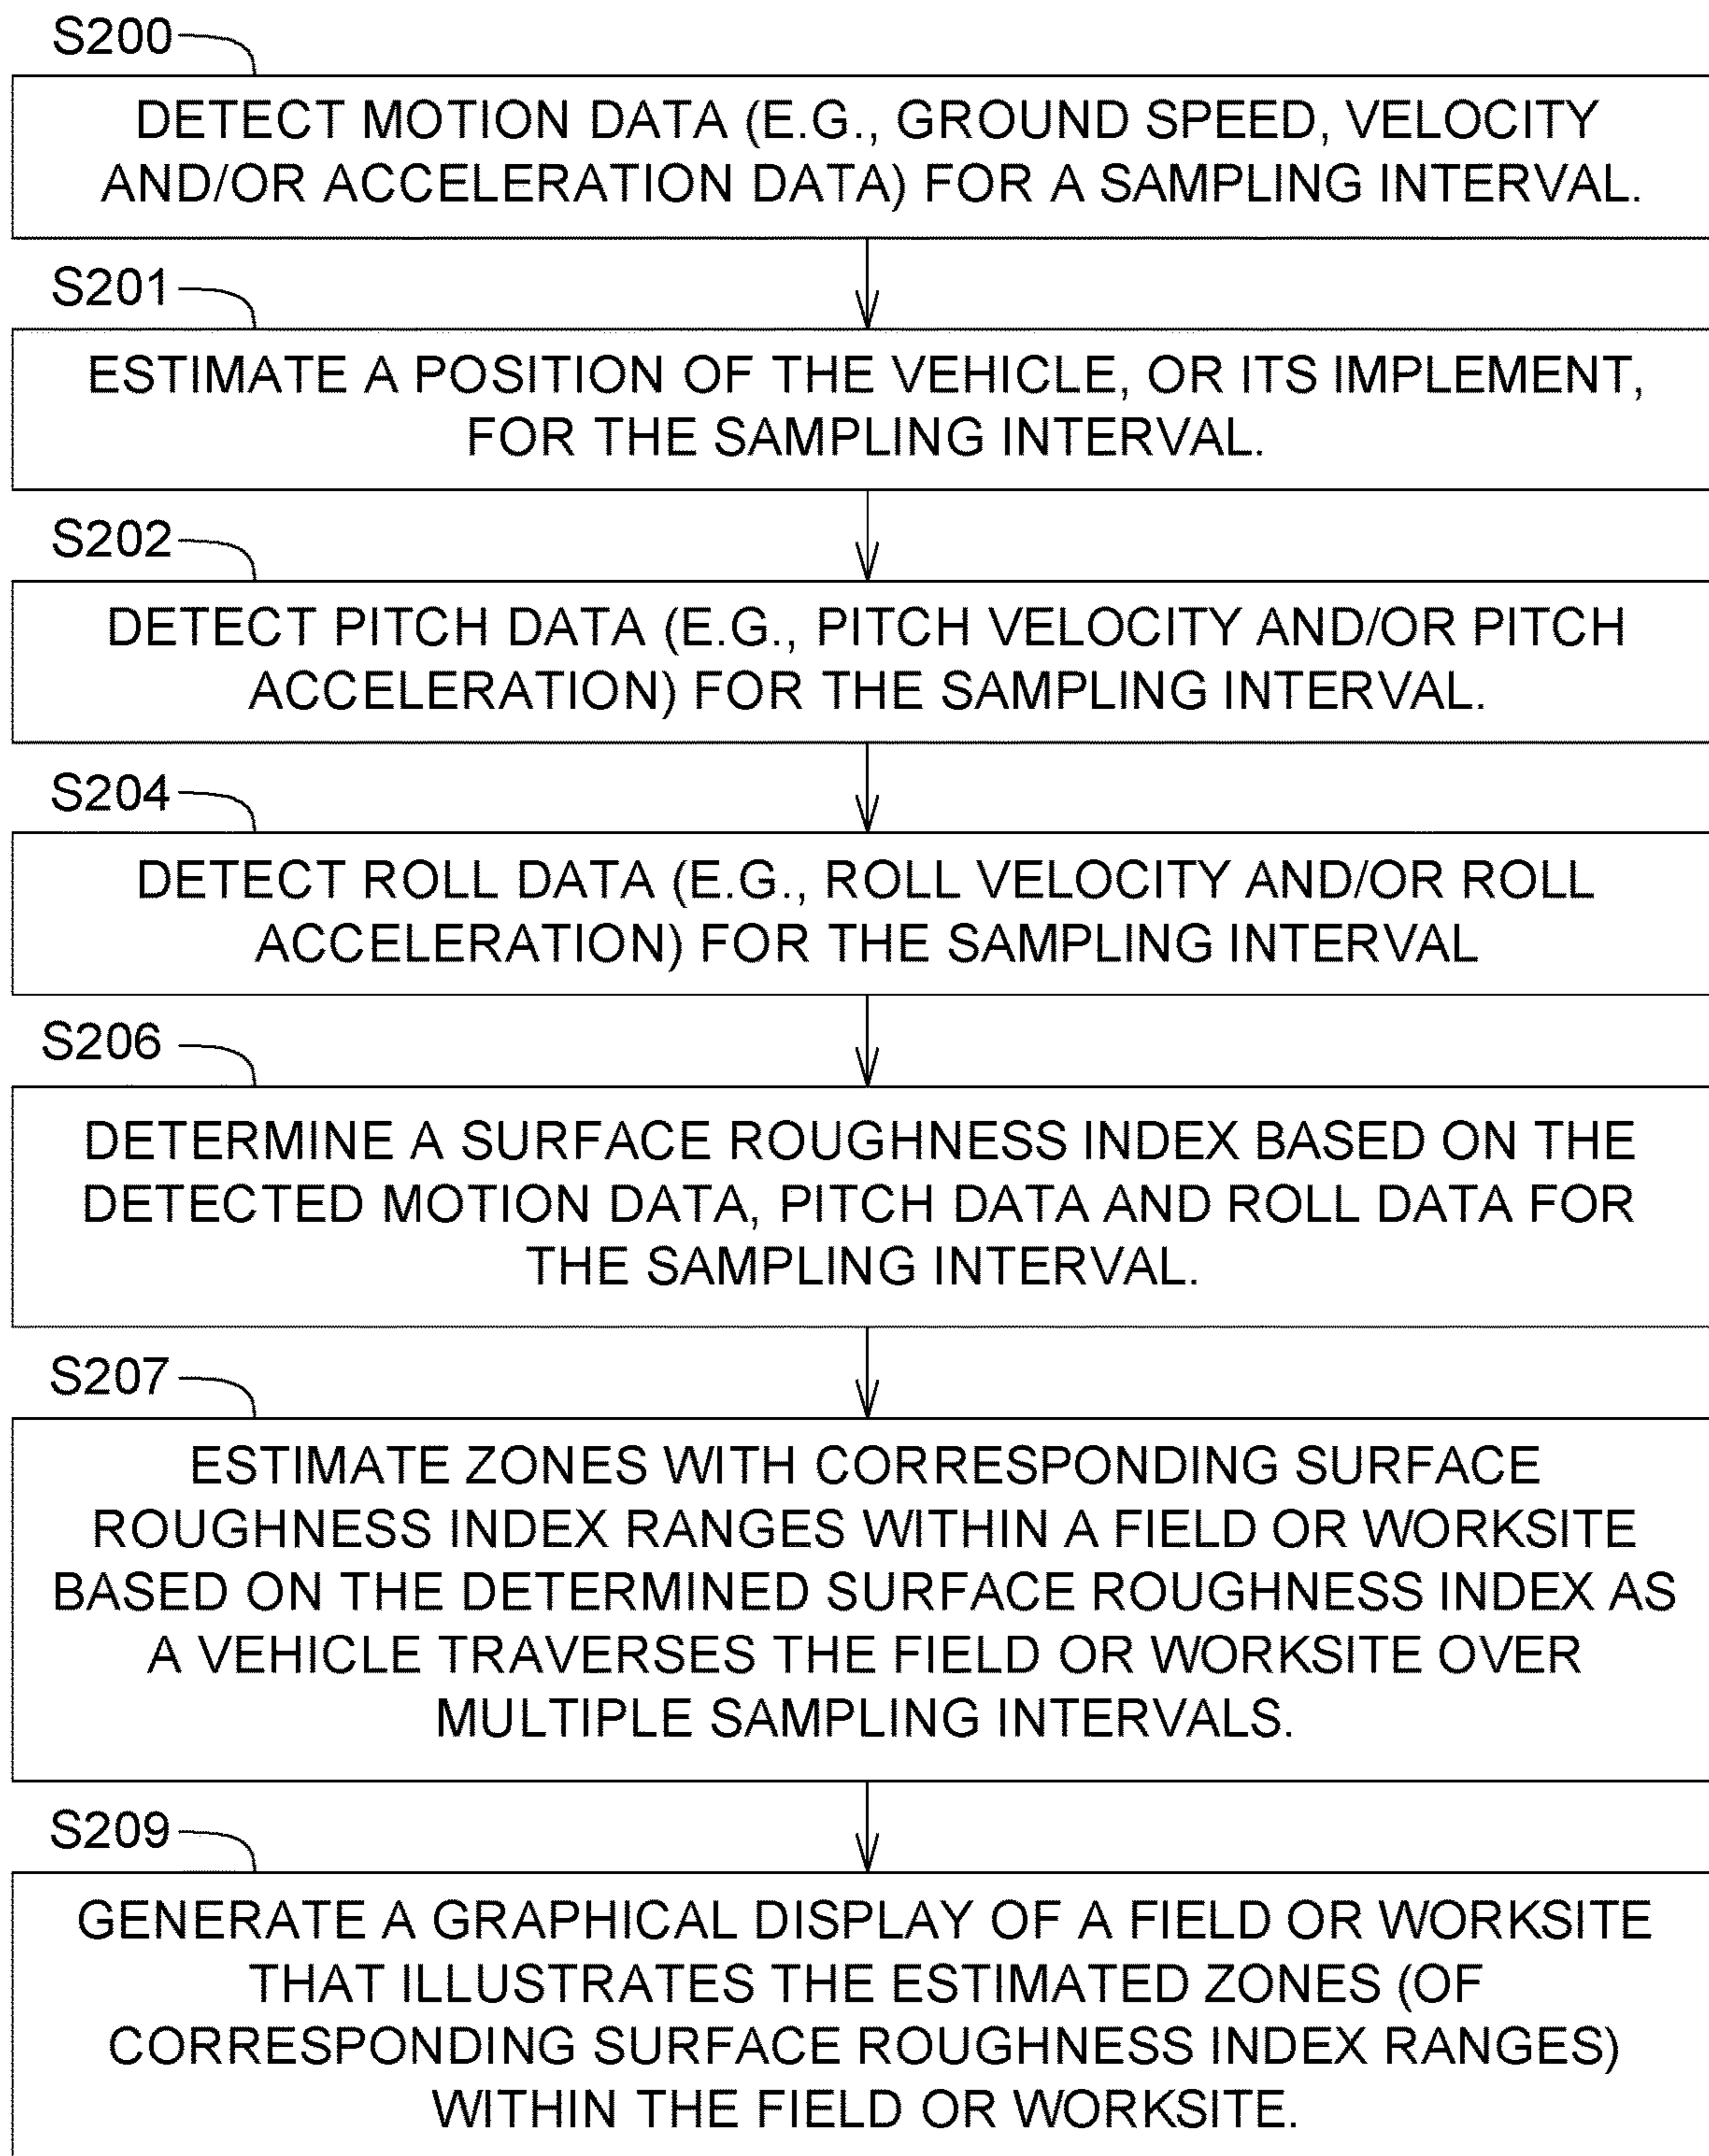 S200
DETECT MOTION DATA (E.G., GROUND SPEED, VELOCITY
AND/OR ACCELERATION DATA) FOR A SAMPLING INTERVAL.
S201
ESTIMATE A POSITION OF THE VEHICLE, OR ITS IMPLEMENT,
FOR THE SAMPLING INTERVAL.
S202
DETECT PITCH DATA (E.G., PITCH VELOCITY AND/OR PITCH
ACCELERATION) FOR THE SAMPLING INTERVAL.
S204
DETECT ROLL DATA (E.G., ROLL VELOCITY AND/OR ROLL
ACCELERATION) FOR THE SAMPLING INTERVAL
S206
DETERMINE A SURFACE ROUGHNESS INDEX BASED ON THE
DETECTED MOTION DATA, PITCH DATA AND ROLL DATA FOR
THE SAMPLING INTERVAL.
S207
ESTIMATE ZONES WITH CORRESPONDING SURFACE
ROUGHNESS INDEX RANGES WITHIN A FIELD OR WORKSITE
BASED ON THE DETERMINED SURFACE ROUGHNESS INDEX AS
A VEHICLE TRAVERSES THE FIELD OR WORKSITE OVER
MULTIPLE SAMPLING INTERVALS.
S209
GENERATE A GRAPHICAL DISPLAY OF A FIELD OR WORKSITE
THAT ILLUSTRATES THE ESTIMATED ZONES (OF
CORRESPONDING SURFACE ROUGHNESS INDEX RANGES)
WITHIN THE FIELD OR WORKSITE.